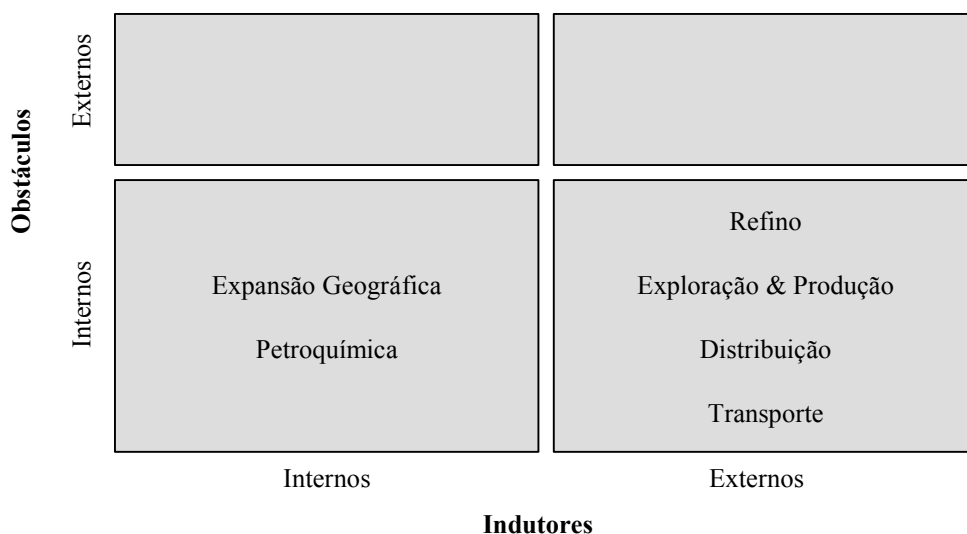 Obstáculos
Externos
Internos
Expansão Geográfica
Petroquímica
Refino
Exploração & Produção
Distribuição
Transporte
Internos
Externos
Indutores